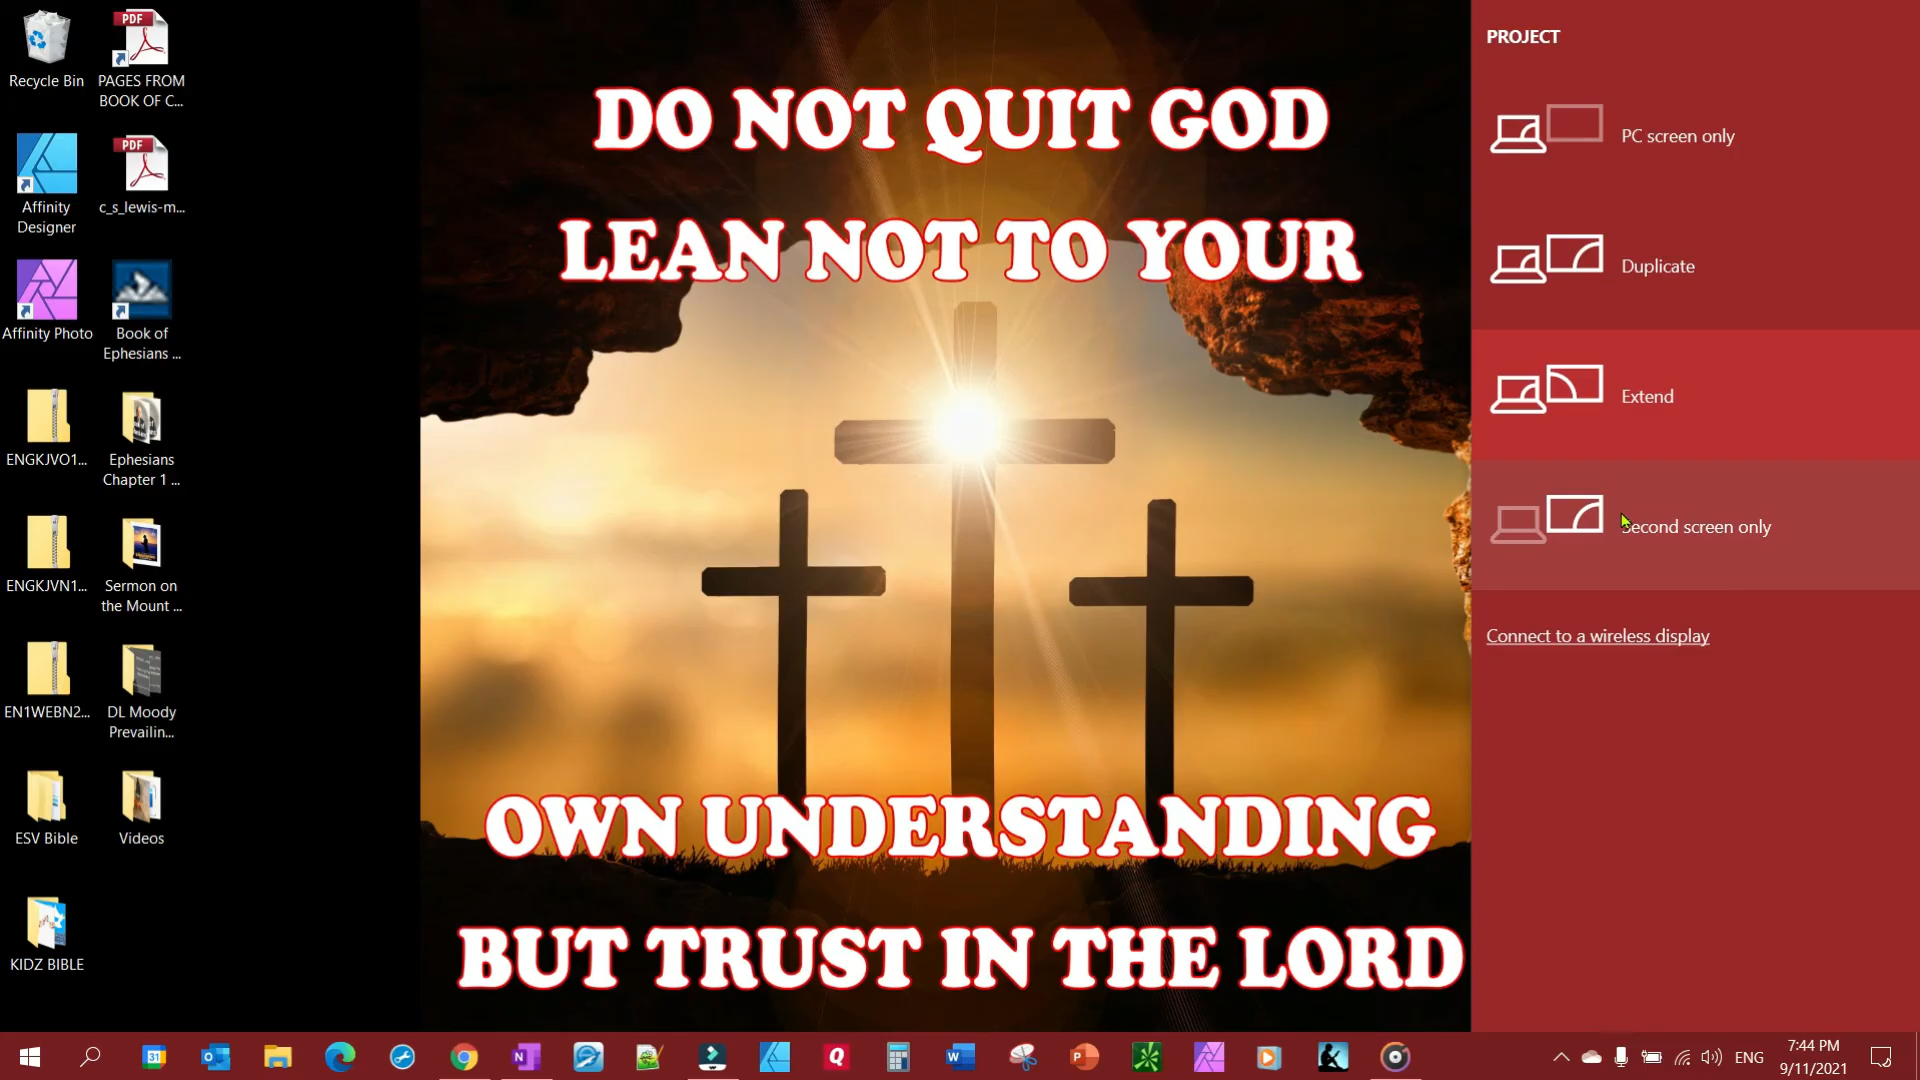 Recycle Bin
PAGES FROM
BOOK OF C...
Affinity
Designer
c_s_lewis-m...
Affinity Photo
Book of
Ephesians ...
ENGKJVO1...
Ephesians
Chapter 1 ...
ENGKJVN1...
Sermon on
the Mount ...
EN1WEBN2...
DL Moody
Prevailin...
ESV Bible
Videos
KIDZ BIBLE
PDF
PDF
DO NOT QUIT GOD
LEAN NOT TO YOUR
OWN UNDERSTANDING
BUT TRUST IN THE LORD
PROJECT
PC screen only
Duplicate
Extend
Second screen only
Connect to a wireless display
31
Q
W
P
N
ENG
7:44 PM
9/11/2021